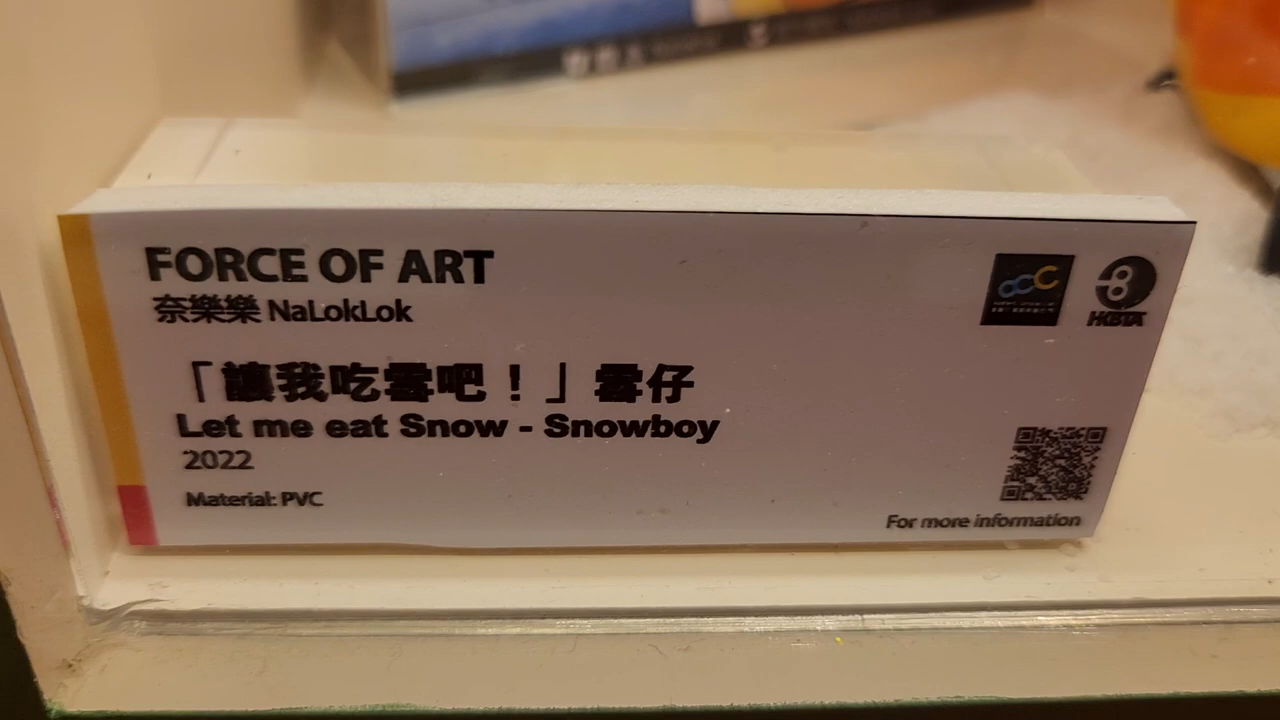 FORCE OF ART
奈樂樂 NaLokLok
HKBTA
「讓我吃雪吧！」雪仔
Let me eat Snow - Snowboy
2022
Material: PVC
For more information